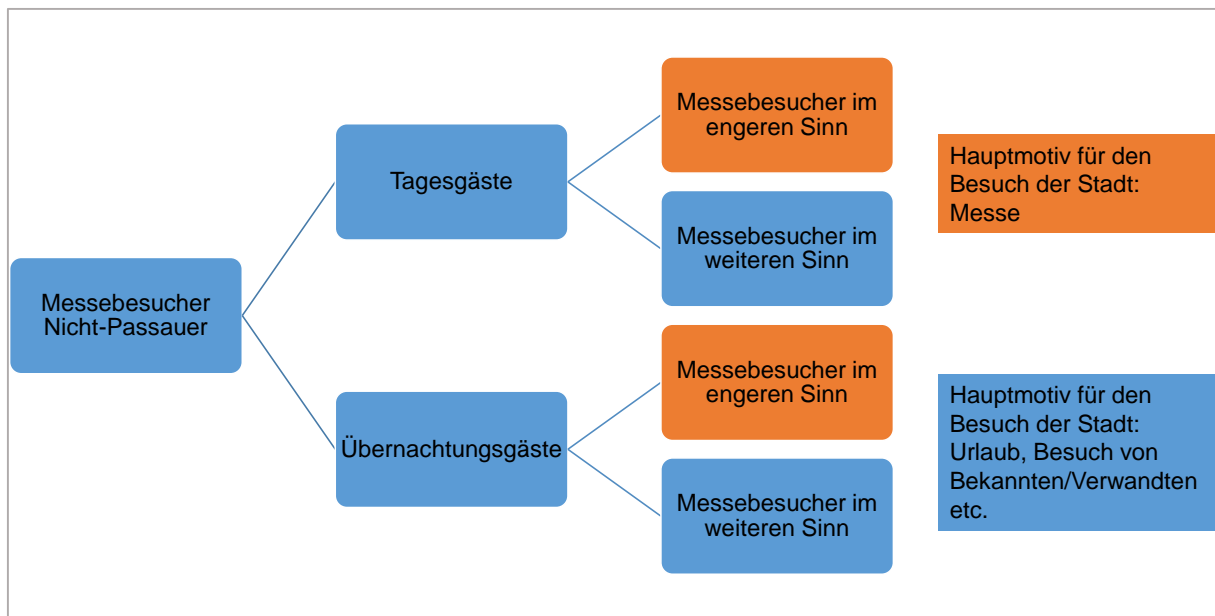 Messebesucher
Nicht-Passauer
Tagesgäste
Übernachtungsgäste
Messebesucher im
engeren Sinn
Messebesucher im
weiteren Sinn
Messebesucher im
engeren Sinn
Messebesucher im
weiteren Sinn
Hauptmotiv für den
Besuch der Stadt:
Messe
Hauptmotiv für den
Besuch der Stadt:
Urlaub, Besuch von
Bekannten/Verwandten
etc.